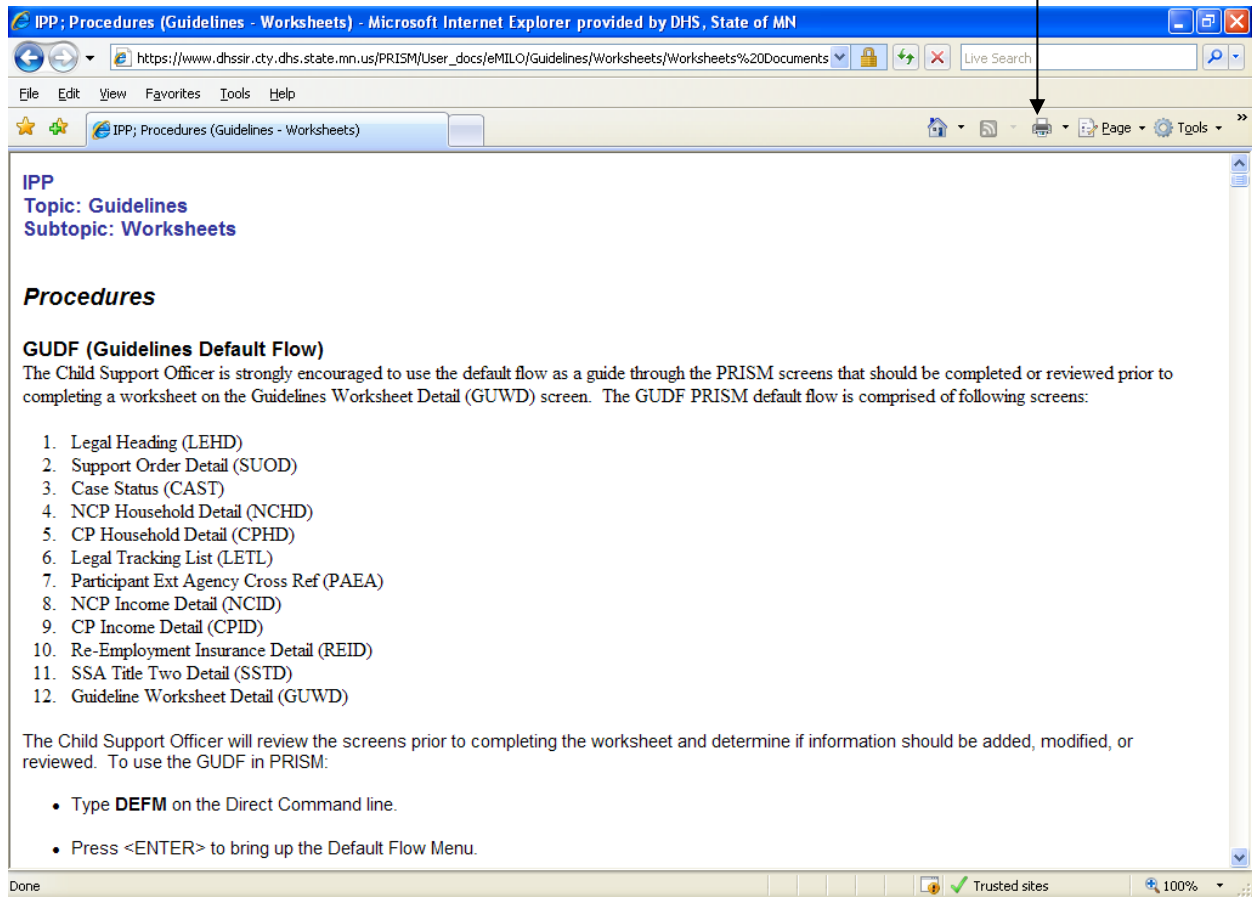 IPP; Procedures (Guidelines - Worksheets) - Microsoft Internet Explorer provided by DHS, State of MN
https://www.dhssir.cty.dhs.state.mn.us/PRISM/User_docs/eMILO/Guidelines/Worksheets/Worksheets%20Documents
Live Search
File Edit View Favorites Tools Help
IPP; Procedures (Guidelines - Worksheets)
Page Tools
IPP
Topic: Guidelines
Subtopic: Worksheets
Procedures
GUDF (Guidelines Default Flow)
The Child Support Officer is strongly encouraged to use the default flow as a guide through the PRISM screens that should be completed or reviewed prior to
completing a worksheet on the Guidelines Worksheet Detail (GUWD) screen. The GUDF PRISM default flow is comprised of following screens:
1. Legal Heading (LEHD)
2. Support Order Detail (SUOD)
3. Case Status (CAST)
4. NCP Household Detail (NCHD)
5. CP Household Detail (CPHD)
6. Legal Tracking List (LETL)
7. Participant Ext Agency Cross Ref (PAEA)
8. NCP Income Detail (NCID)
9. CP Income Detail (CPID)
10. Re-Employment Insurance Detail (REID)
11. SSA Title Two Detail (SSTD)
12. Guideline Worksheet Detail (GUWD)
The Child Support Officer will review the screens prior to completing the worksheet and determine if information should be added, modified, or
reviewed. To use the GUDF in PRISM:
• Type DEFM on the Direct Command line.
• Press <ENTER> to bring up the Default Flow Menu.
Done
Trusted sites
100%